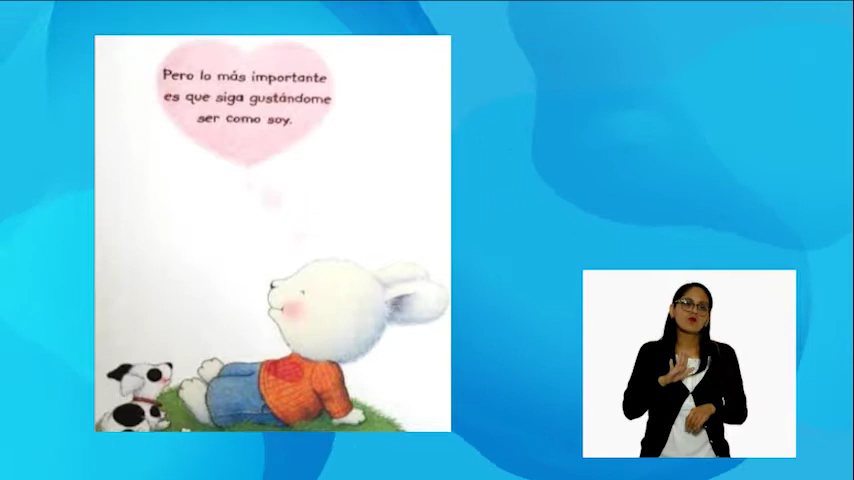 Pero lo más importante
es que siga gustándome
ser como soy.